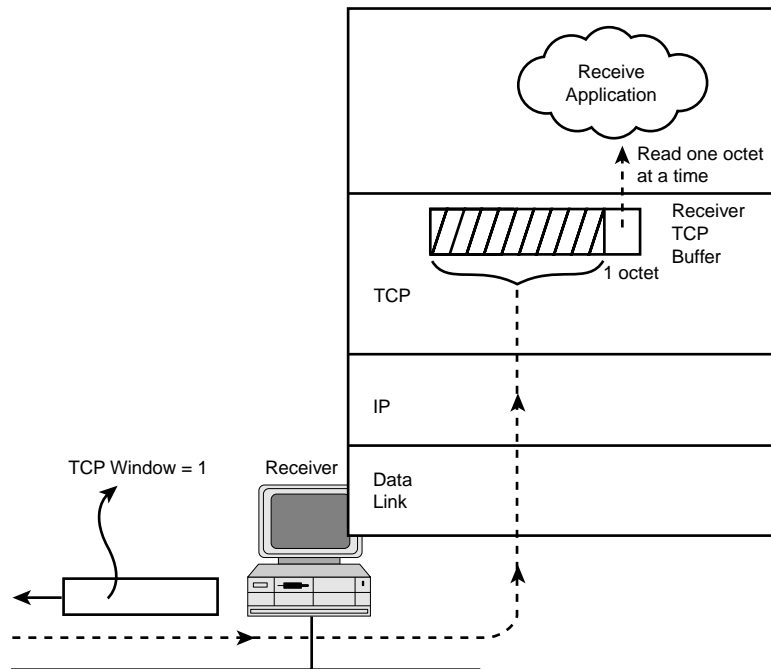 Receive
Application
Read one octet
at a time
Receiver
TCP
Buffer
1 octet
TCP
IP
TCP Window = 1
Receiver
Data
Link